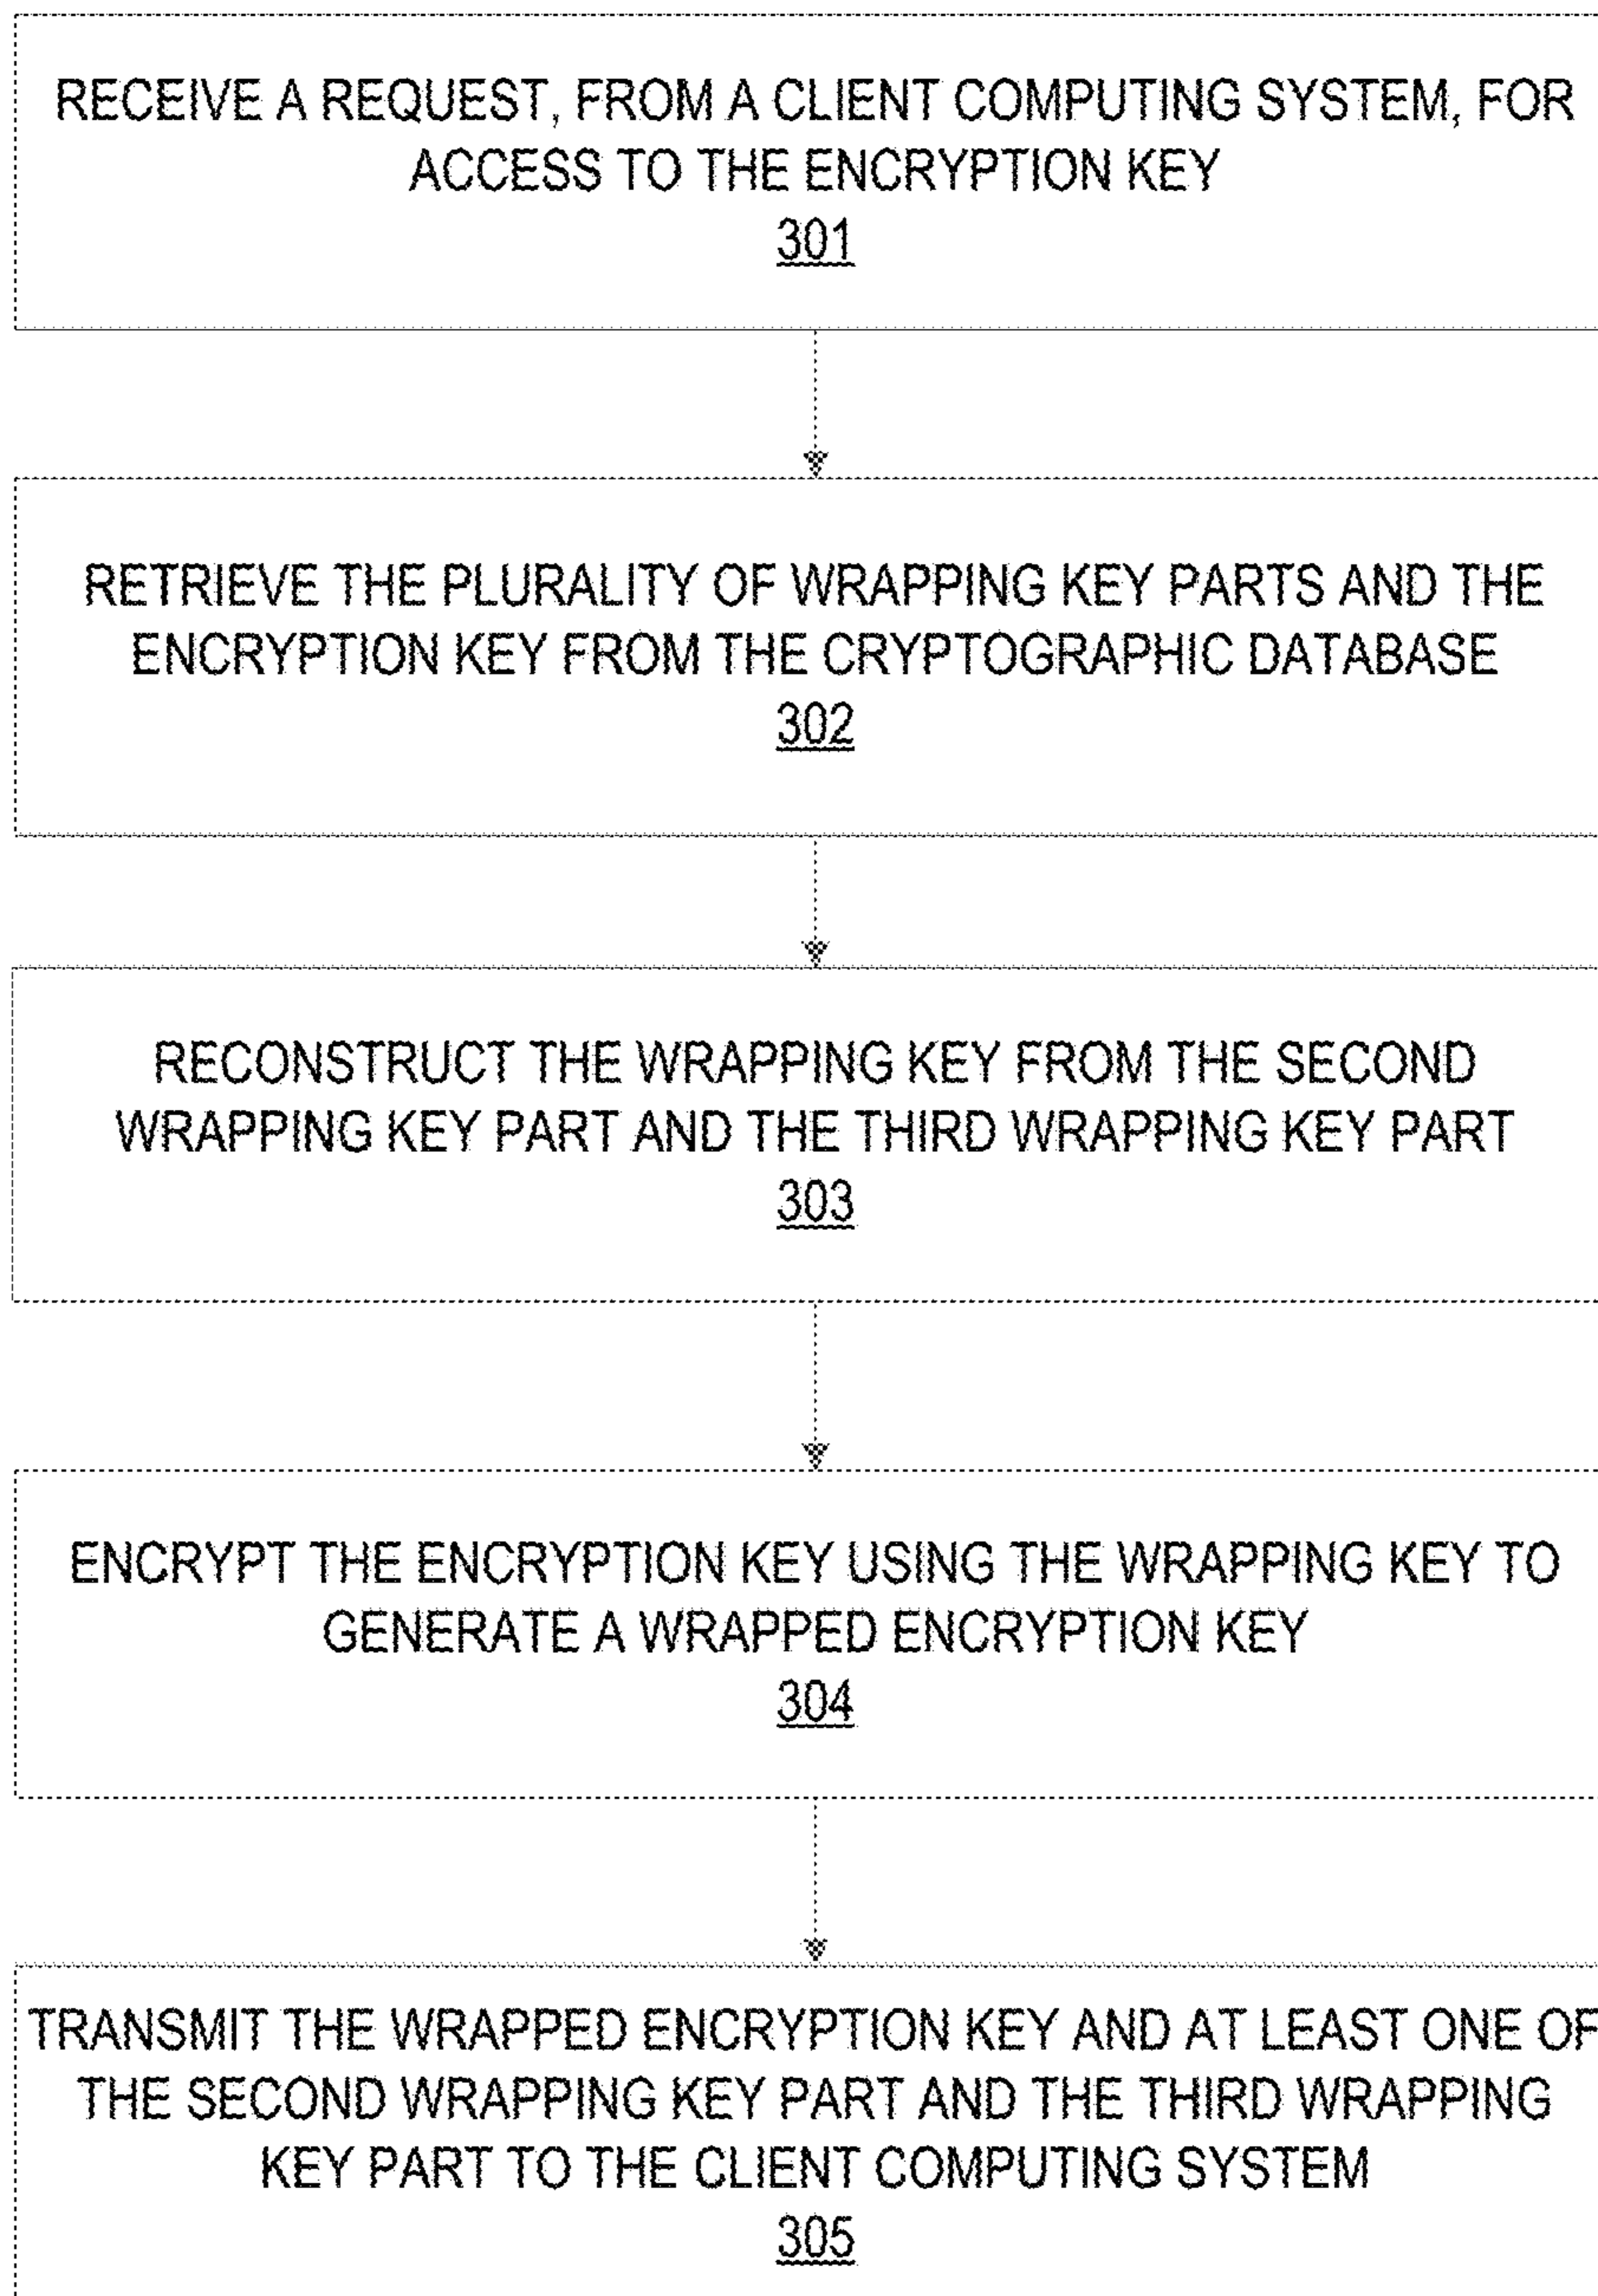 RECEIVE A REQUEST, FROM A CLIENT COMPUTING SYSTEM, FOR
ACCESS TO THE ENCRYPTION KEY
301
RETRIEVE THE PLURALITY OF WRAPPING KEY PARTS AND THE
ENCRYPTION KEY FROM THE CRYPTOGRAPHIC DATABASE
302
RECONSTRUCT THE WRAPPING KEY FROM THE SECOND
WRAPPING KEY PART AND THE THIRD WRAPPING KEY PART
303
ENCRYPT THE ENCRYPTION KEY USING THE WRAPPING KEY TO
GENERATE A WRAPPED ENCRYPTION KEY
304
TRANSMIT THE WRAPPED ENCRYPTION KEY AND AT LEAST ONE OF
THE SECOND WRAPPING KEY PART AND THE THIRD WRAPPING
KEY PART TO THE CLIENT COMPUTING SYSTEM
305